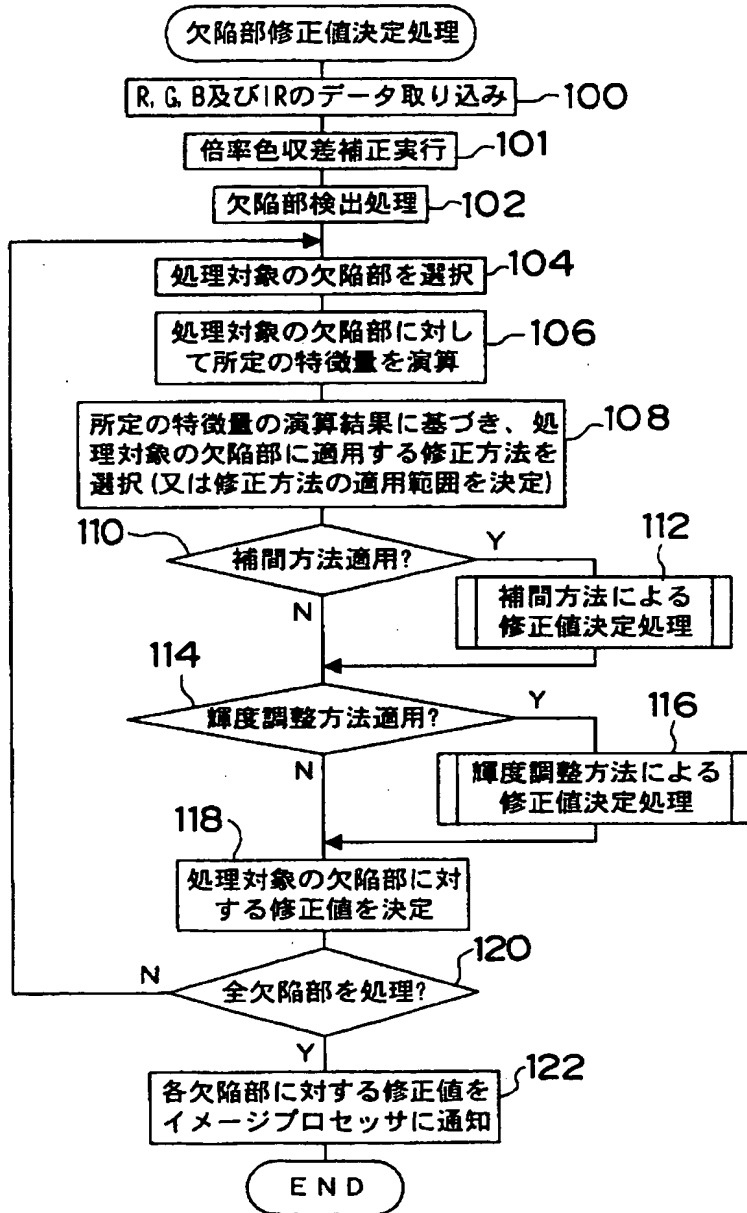 欠陥部修正値決定処理
R, G, B及びIRのデータ取り込み
100
倍率色収差補正実行
101
欠陥部検出処理
102
処理対象の欠陥部を選択
104
処理対象の欠陥部に対し
て所定の特徴量を演算
106
所定の特徴量の演算結果に基づき、処
理対象の欠陥部に適用する修正方法を
選択(又は修正方法の適用範囲を決定)
108
110
補間方法適用?
Y
N
112
補間方法による
修正値決定処理
114
輝度調整方法適用?
Y
N
116
輝度調整方法による
修正値決定処理
118
処理対象の欠陥部に対
する修正値を決定
120
全欠陥部を処理?
N
Y
各欠陥部に対する修正値を
イメージプロセッサに通知
122
END